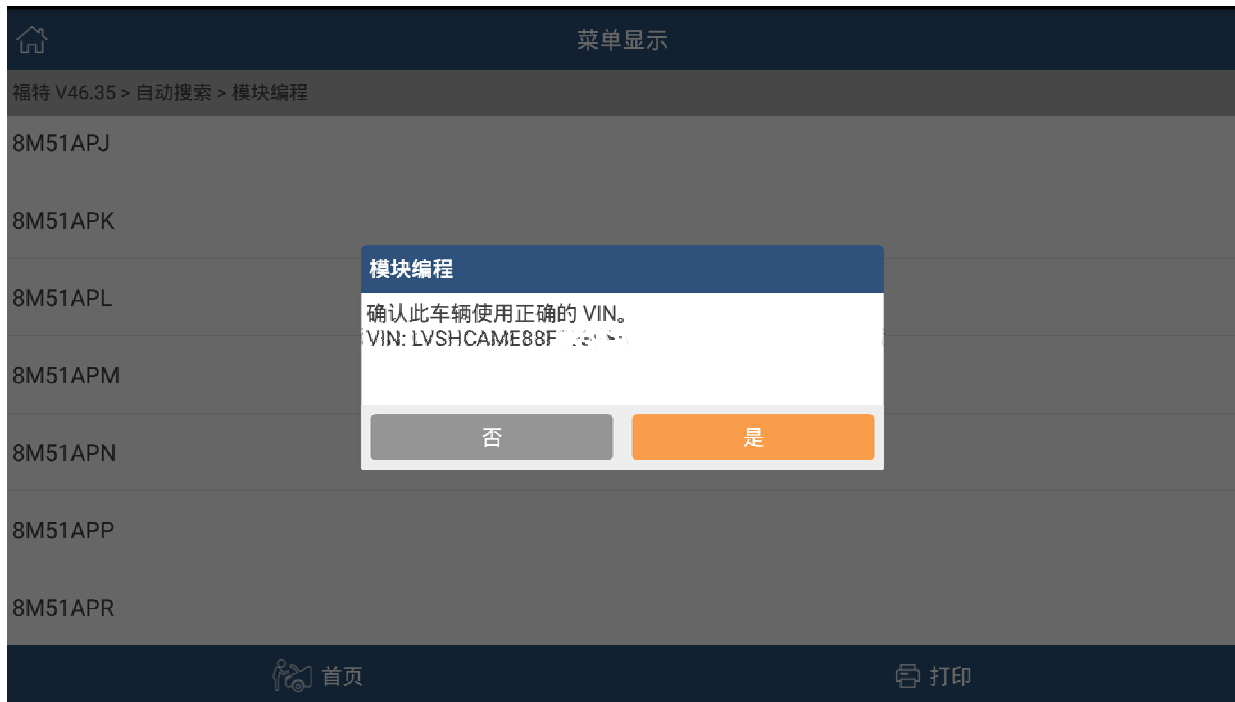 菜单显示
福特 V46.35 > 自动搜索 > 模块编程
8M51APJ
8M51APK
8M51APL
8M51APM
8M51APN
8M51APP
8M51APR
模块编程
确认此车辆使用正确的 VIN。
VIN: LVSHCAME88F
否
是
首页
打印